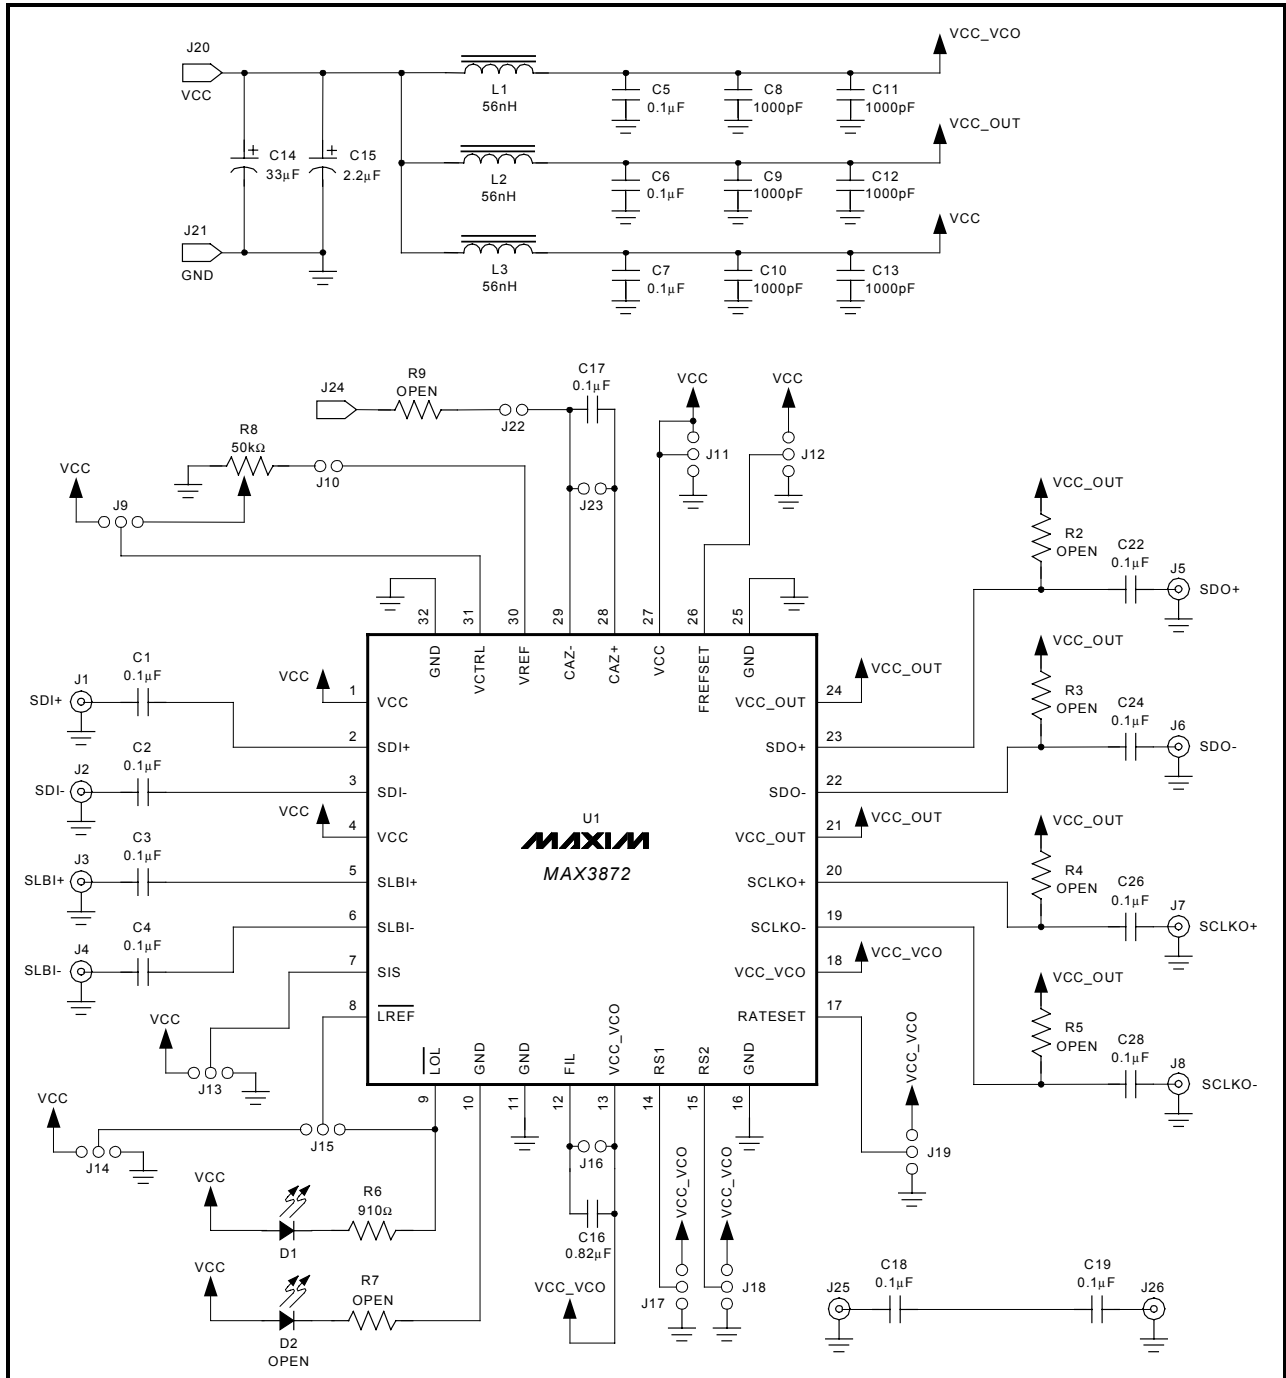 J20
VCC
C14
33µF
C15
2.2µF
J21
GND
L1
56nH
C5
0.1µF
C8
1000pF
C11
1000pF
VCC_VCO
L2
56nH
C6
0.1µF
C9
1000pF
C12
1000pF
VCC_OUT
L3
56nH
C7
0.1µF
C10
1000pF
C13
1000pF
VCC
J24
R9
OPEN
J22
C17
0.1µF
J23
R8
50kΩ
J10
VCC
J9
VCC
J11
VCC
J12
32
31
30
29
28
27
26
25
GND
VCTRL
VREF
CAZ-
CAZ+
VCC
FREFSET
GND
SDI+
J1
C1
0.1µF
SDI-
J2
C2
0.1µF
SLBI+
J3
C3
0.1µF
SLBI-
J4
C4
0.1µF
VCC
1
VCC
2
SDI+
3
SDI-
VCC
4
VCC
5
SLBI+
6
SLBI-
7
SIS
8
LREF
U1
MAXIM
MAX3872
VCC_OUT
24
VCC_OUT
SDO+
23
SDO-
22
VCC_OUT
21
VCC_OUT
SCLKO+
20
SCLKO-
19
VCC_VCO
18
VCC_VCO
RATESET
17
VCC_OUT
R2
OPEN
C22
0.1µF
J5
SDO+
VCC_OUT
R3
OPEN
C24
0.1µF
J6
SDO-
VCC_OUT
R4
OPEN
C26
0.1µF
J7
SCLKO+
VCC_OUT
R5
OPEN
C28
0.1µF
J8
SCLKO-
LOL
GND
GND
FIL
VCC_VCO
RS1
RS2
GND
9
10
11
12
13
14
15
16
VCC
J13
VCC
J14
J15
VCC
D1
R6
910Ω
VCC
D2
OPEN
R7
OPEN
J16
C16
0.82µF
VCC_VCO
VCC_VCO
J17
VCC_VCO
J18
VCC_VCO
J19
J25
C18
0.1µF
C19
0.1µF
J26